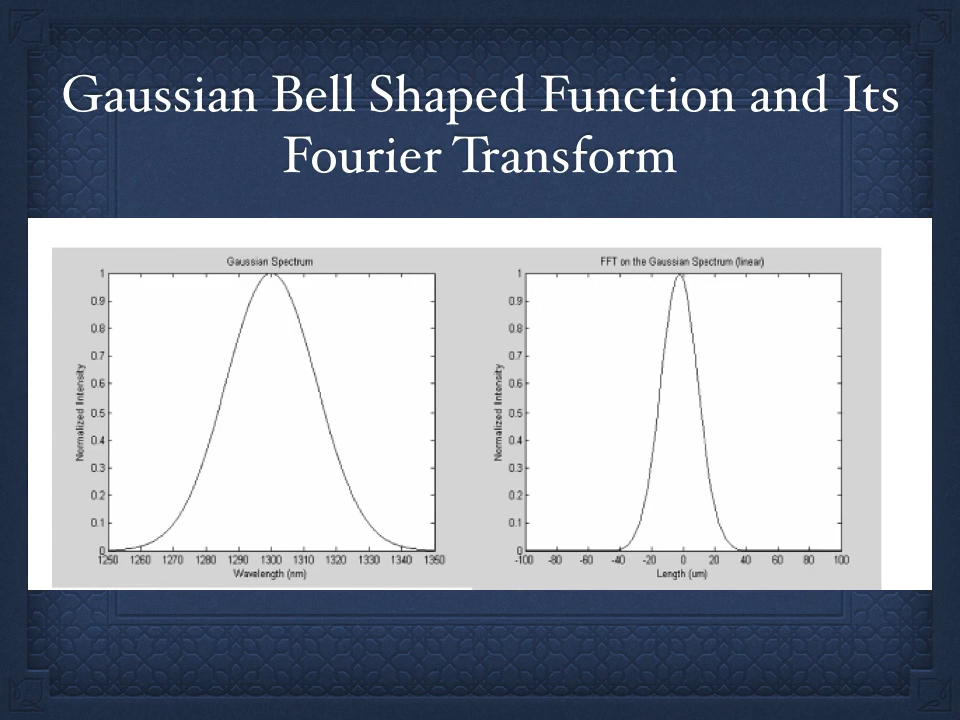 Gaussian Bell Shaped Function and Its
Fourier Transform
Gaussian Spectrum
1
0.9
0.8
0.7
0.6
0.5
0.4
0.3
0.2
0.1
0
Normalized Intensity
1250 1260 1270 1280 1290 1300 1310 1320 1330 1340 1350
Wavelength (nm)
FFT on the Gaussian Spectrum (linear)
1
0.9
0.8
0.7
0.6
0.5
0.4
0.3
0.2
0.1
0
Normalized Intensity
-100 -80 -60 -40 -20 0 20 40 60 80 100
Length (um)